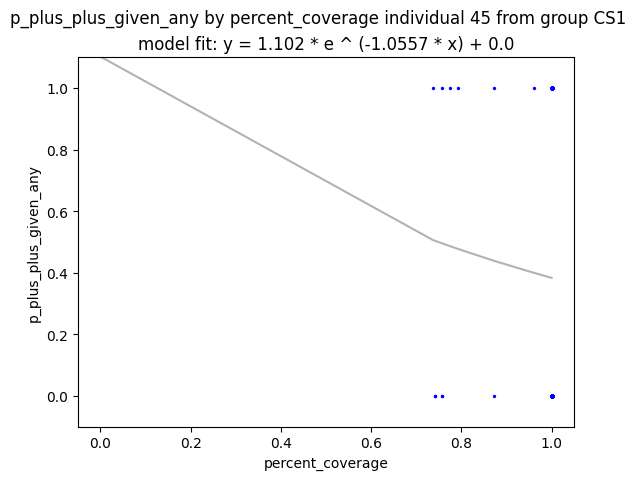 p_plus_plus_given_any by percent_coverage individual 45 from group CS1
model fit: y = 1.102 * e ^ (-1.0557 * x) + 0.0
1.0
0.8
0.6
0.4
0.2
0.0
p_plus_plus_given_any
0.0 0.2 0.4 0.6 0.8 1.0
percent_coverage